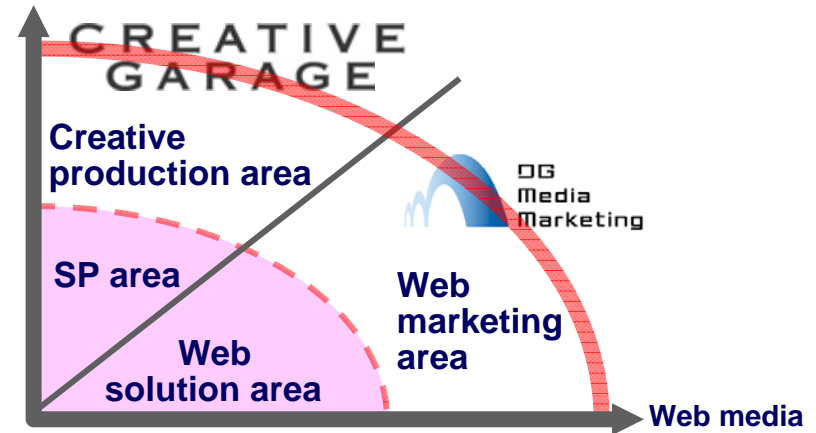 CREATIVE
GARAGE
Creative
production area
DG
Media
Marketing
SP area
Web
marketing
area
Web
solution area
Web media